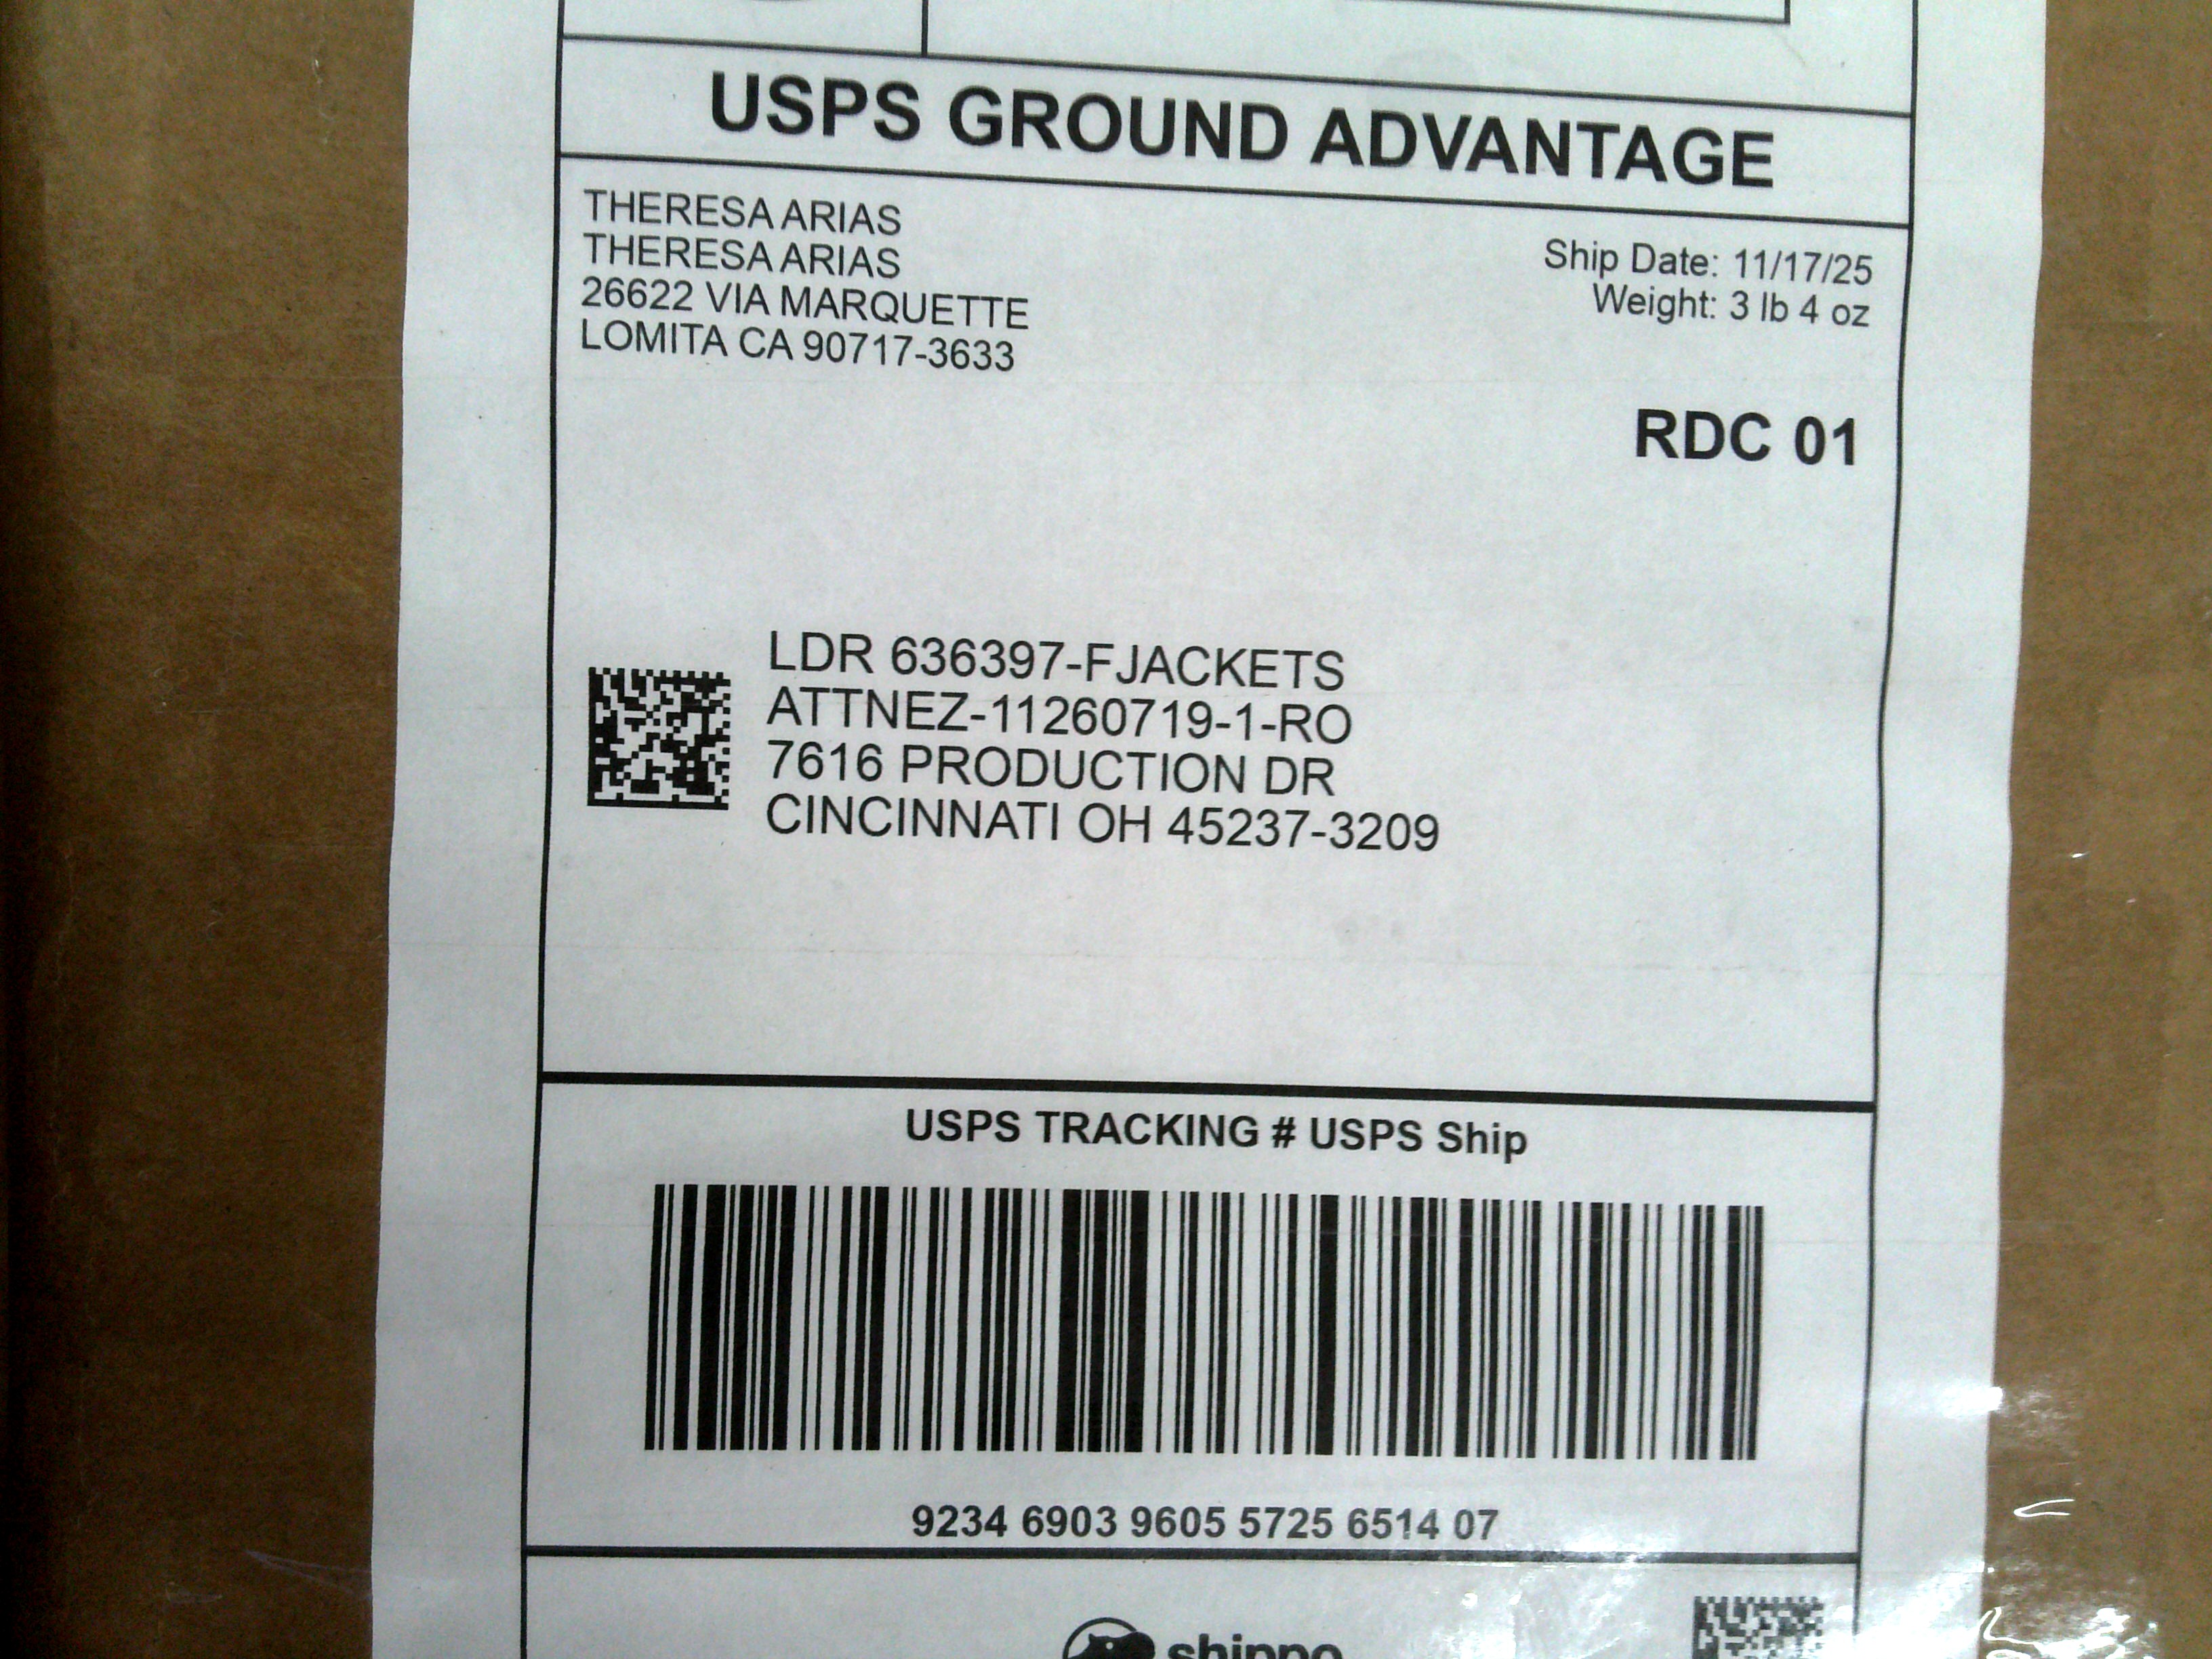 USPS GROUND ADVANTAGE
THERESA ARIAS
THERESA ARIAS
26622 VIA MARQUETTE
LOMITA CA 90717-3633
Ship Date: 11/17/25
Weight: 3 lb 4 oz
RDC 01
LDR 636397-FJACKETS
ATTNEZ-11260719-1-RO
7616 PRODUCTION DR
CINCINNATI OH 45237-3209
USPS TRACKING # USPS Ship
9234 6903 9605 5725 6514 07
shippo